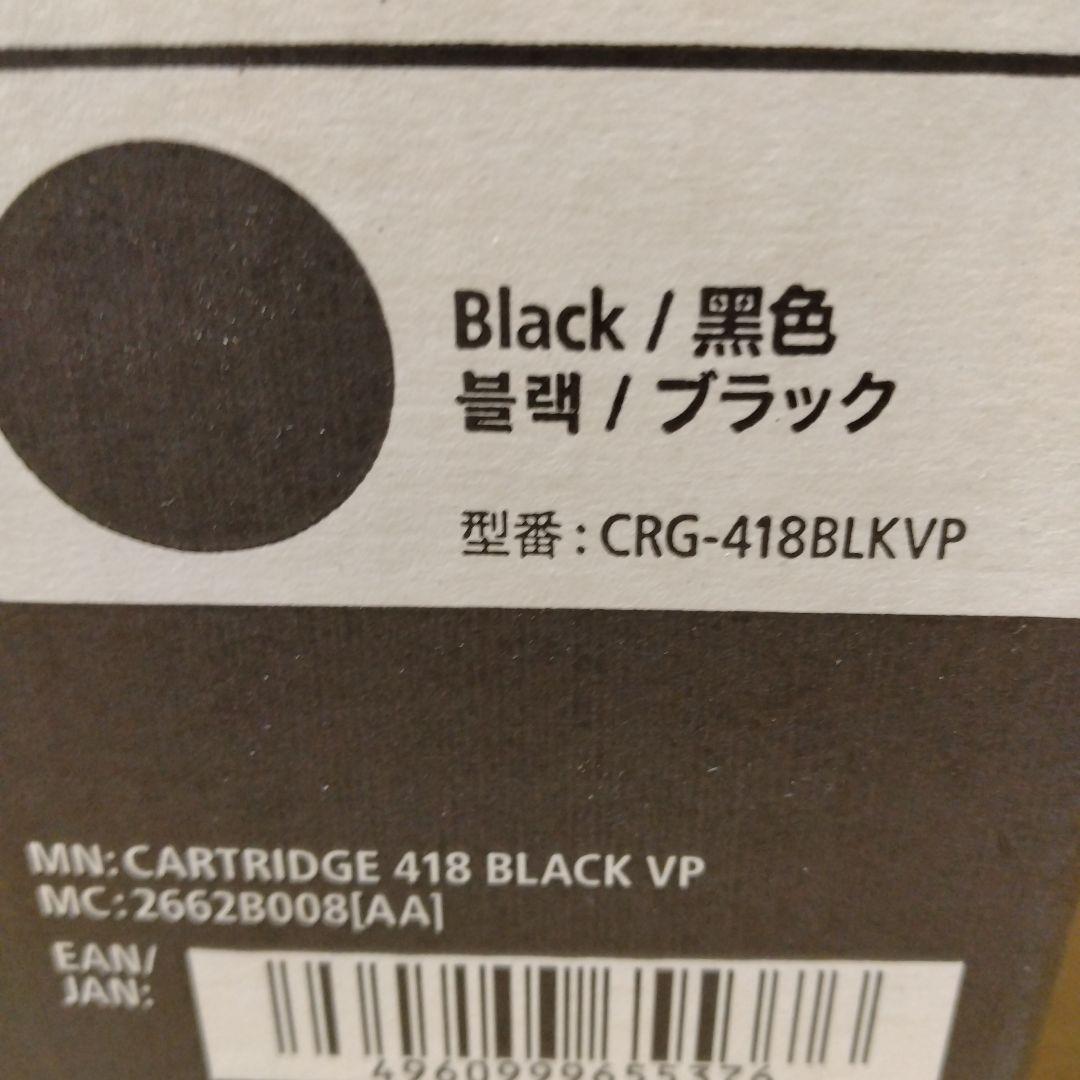 Black / 黑色
블랙 / ブラック
型番 : CRG-418BLKVP
MN:CARTRIDGE 418 BLACK VP
MC:2662B008[AA]
EAN/
JAN:
4960999655376